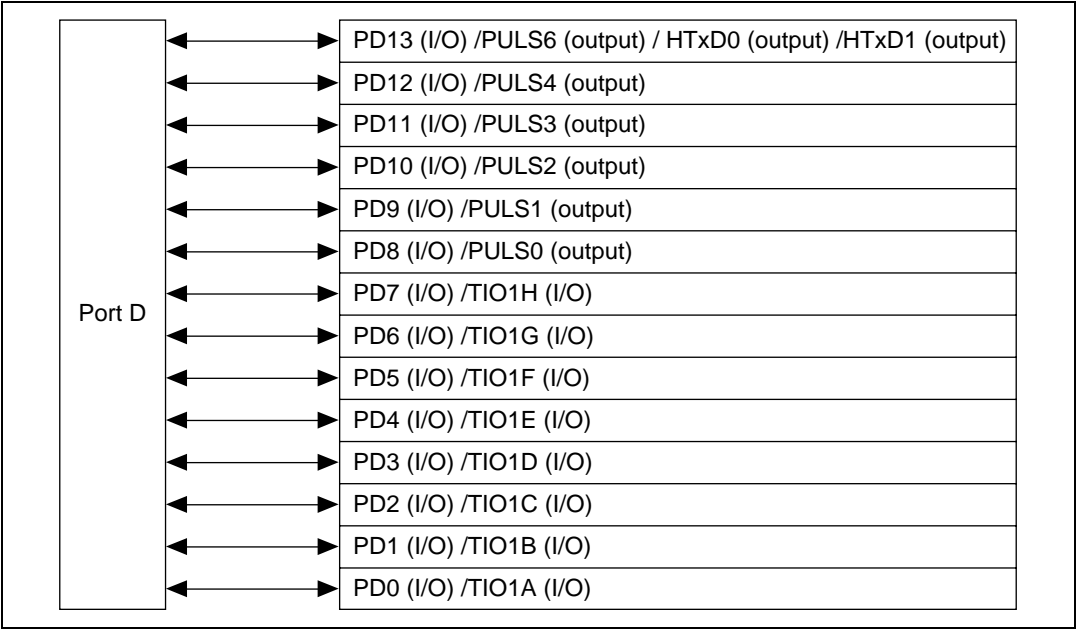 PD13 (I/O) /PULS6 (output) / HTxD0 (output) /HTxD1 (output)
PD12 (I/O) /PULS4 (output)
PD11 (I/O) /PULS3 (output)
PD10 (I/O) /PULS2 (output)
PD9 (I/O) /PULS1 (output)
PD8 (I/O) /PULS0 (output)
PD7 (I/O) /TIO1H (I/O)
Port D
PD6 (I/O) /TIO1G (I/O)
PD5 (I/O) /TIO1F (I/O)
PD4 (I/O) /TIO1E (I/O)
PD3 (I/O) /TIO1D (I/O)
PD2 (I/O) /TIO1C (I/O)
PD1 (I/O) /TIO1B (I/O)
PD0 (I/O) /TIO1A (I/O)